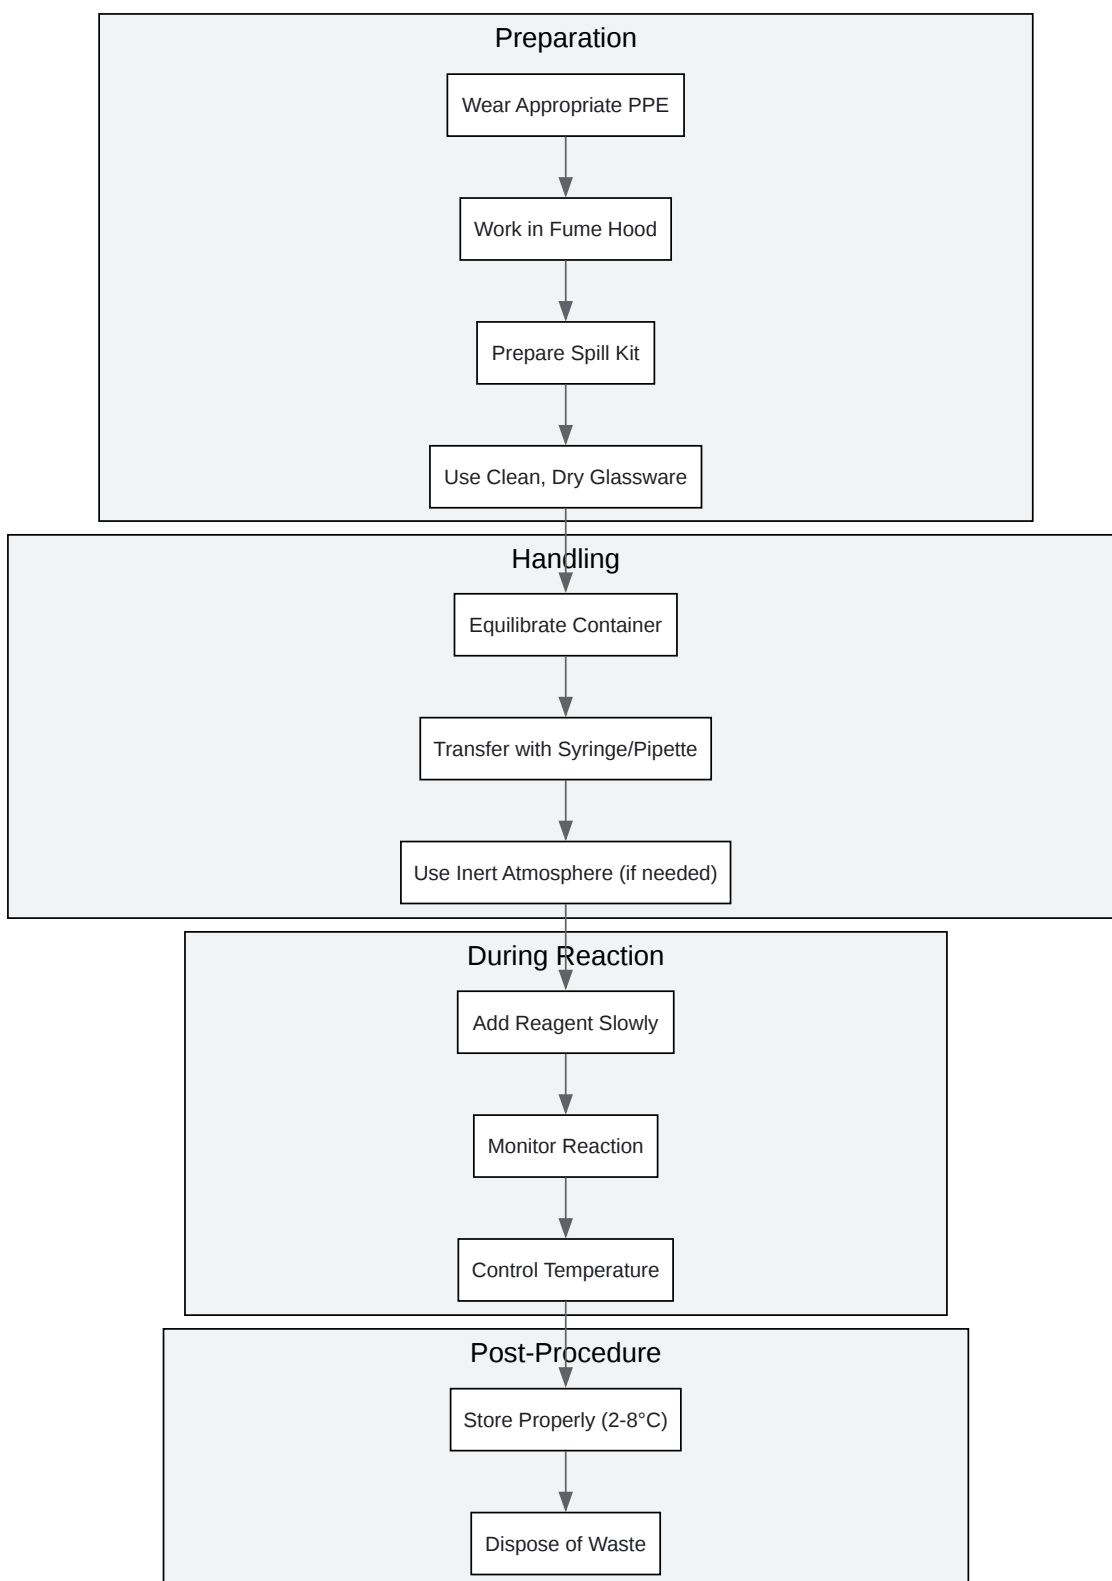 Preparation
Wear Appropriate PPE
Work in Fume Hood
Prepare Spill Kit
Use Clean, Dry Glassware
Handling
Equilibrate Container
Transfer with Syringe/Pipette
Use Inert Atmosphere (if needed)
During Reaction
Add Reagent Slowly
Monitor Reaction
Control Temperature
Post-Procedure
Store Properly (2-8°C)
Dispose of Waste